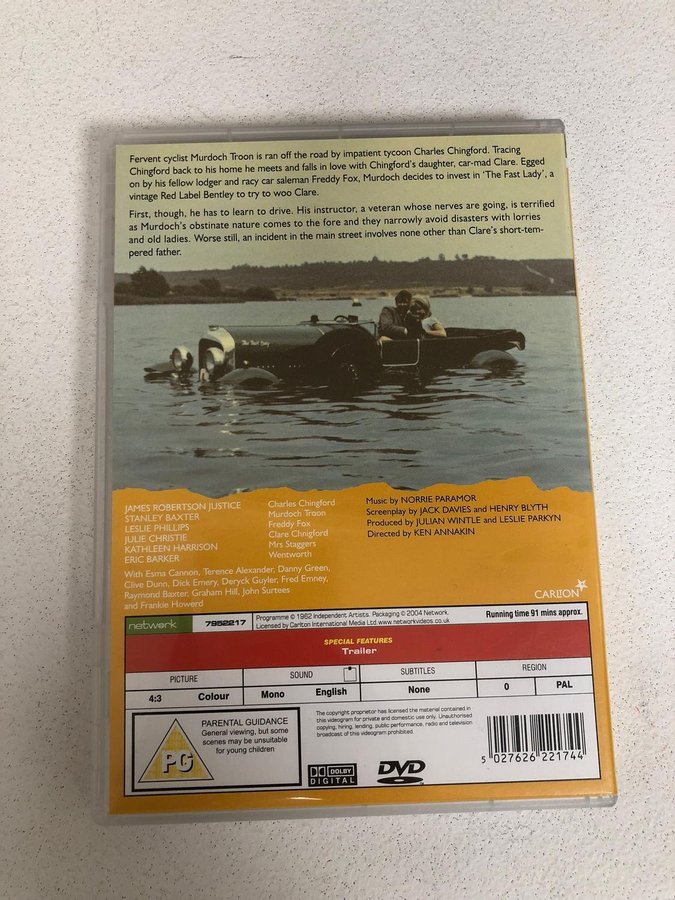 Fervent cyclist Murdoch Troon is ran off the road by impatient tycoon Charles Chingford. Tracing
Chingford back to his home he meets and falls in love with Chingford's daughter, car-mad Clare. Egged
on by his fellow lodger and racy car saleman Freddy Fox, Murdoch decides to invest in 'The Fast Lady', a
vintage Red Label Bentley to try to woo Clare.
First, though, he has to learn to drive. His instructor, a veteran whose nerves are going, is terrified
as Murdoch's obstinate nature comes to the fore and they narrowly avoid disasters with lorries
and old ladies. Worse still, an incident in the main street involves none other than Clare's short-tem-
pered father.
The Fast Lady
JAMES ROBERTSON JUSTICE Charles Chingford
STANLEY BAXTER Murdoch Troon
LESLIE PHILLIPS Freddy Fox
JULIE CHRISTIE Clare Chnigford
KATHLEEN HARRISON Mrs Staggers
ERIC BARKER Wentworth
With Esma Cannon, Terence Alexander, Danny Green,
Clive Dunn, Dick Emery, Deryck Guyler, Fred Emney,
Raymond Baxter, Graham Hill, John Surtees
and Frankie Howerd
Music by NORRIE PARAMOR
Screenplay by JACK DAVIES and HENRY BLYTH
Produced by JULIAN WINTLE and LESLIE PARKYN
Directed by KEN ANNAKIN
CARLTON
network 7952217
Programme © 1962 Independent Artists. Packaging © 2004 Network.
Licensed by Carlton International Media Ltd www.networkvideos.co.uk
Running time 91 mins approx.
SPECIAL FEATURES
Trailer
PICTURE SOUND SUBTITLES REGION
4:3 Colour Mono English None 0 PAL
PG
PARENTAL GUIDANCE
General viewing, but some
scenes may be unsuitable
for young children
The copyright proprietor has licensed the material contained in
this videogram for private and domestic use only. Unauthorised
copying, hiring, lending, public performance, radio and television
broadcast of this videogram prohibited.
DOLBY
DIGITAL
DVD
5 027626 221744